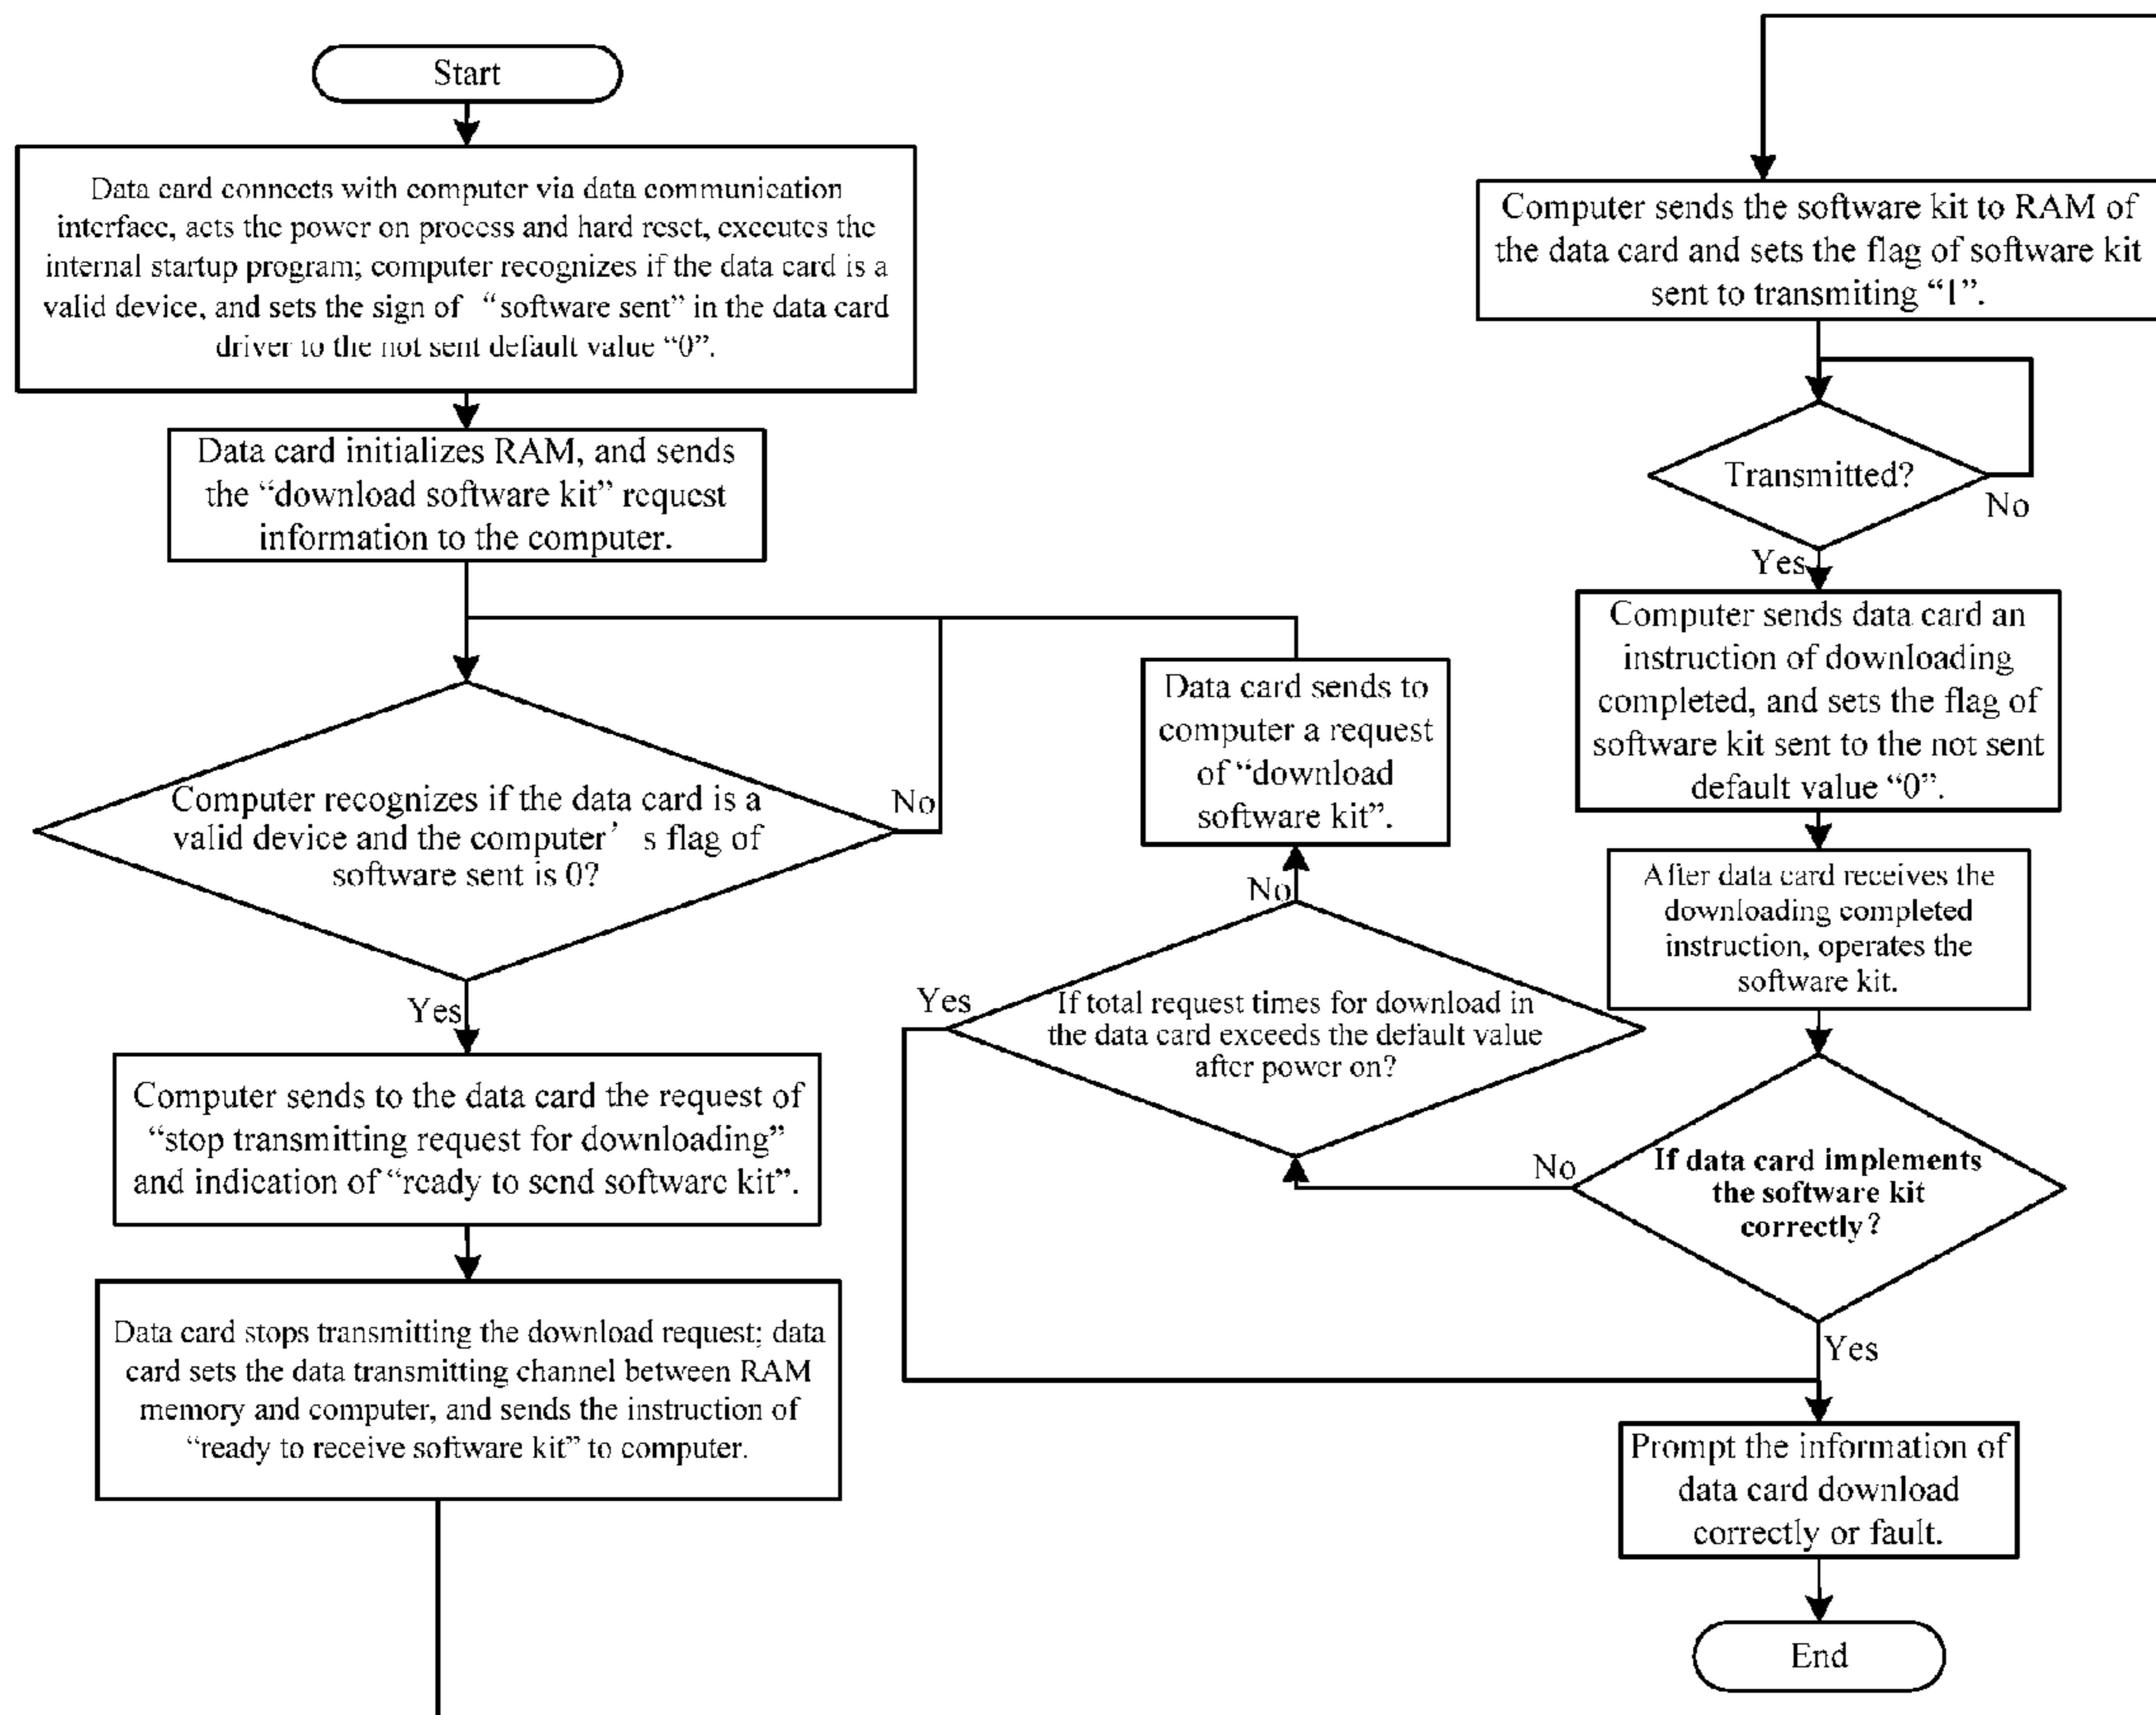 Start
Data card connects with computer via data communication
interface, acts the power on process and hard reset, executes the
internal startup program; computer recognizes if the data card is a
valid device, and sets the sign of “software sent” in the data card
driver to the not sent default value “0”.
Data card initializes RAM, and sends
the “download software kit” request
information to the computer.
Computer recognizes if the data card is a
valid device and the computer’ s flag of
software sent is 0?
No
Yes
Computer sends to the data card the request of
“stop transmitting request for downloading”
and indication of “ready to send software kit”.
Data card stops transmitting the download request; data
card sets the data transmitting channel between RAM
memory and computer, and sends the instruction of
“ready to receive software kit” to computer.
Data card sends to
computer a request
of “download
software kit”.
No
Yes
If total request times for download in
the data card exceeds the default value
after power on?
Computer sends the software kit to RAM of
the data card and sets the flag of software kit
sent to transmiting “1”.
Transmitted?
No
Yes
Computer sends data card an
instruction of downloading
completed, and sets the flag of
software kit sent to the not sent
default value “0”.
After data card receives the
downloading completed
instruction, operates the
software kit.
If data card implements
the software kit
correctly?
No
Yes
Prompt the information of
data card download
correctly or fault.
End